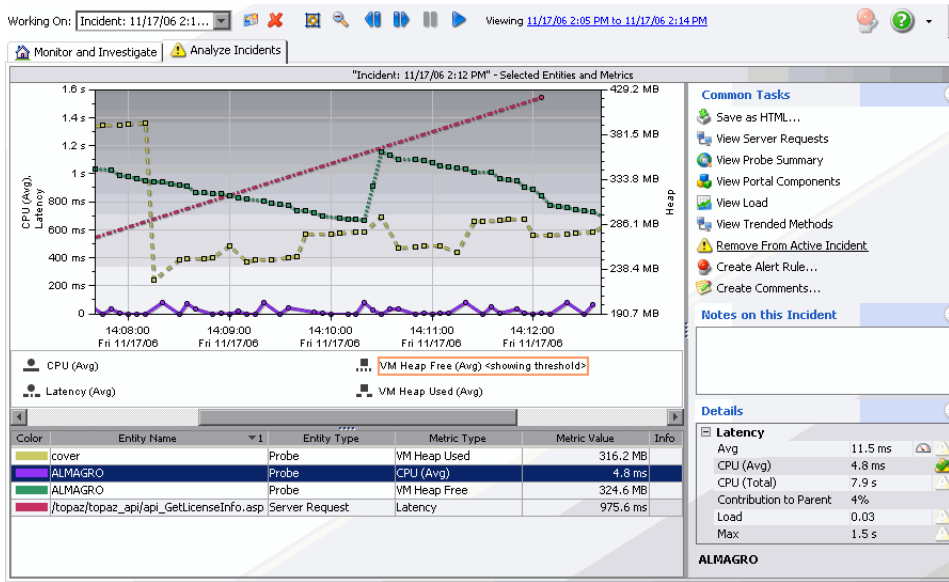 Working On: Incident: 11/17/06 2:1... Viewing 11/17/06 2:05 PM to 11/17/06 2:14 PM
Monitor and Investigate Analyze Incidents
"Incident: 11/17/06 2:12 PM" - Selected Entities and Metrics
1.6 s
1.4 s
1.2 s
1 s
800 ms
600 ms
400 ms
200 ms
0
CPU (Avg),
Latency
429.2 MB
381.5 MB
333.8 MB
286.1 MB
238.4 MB
190.7 MB
Heap
14:08:00 14:09:00 14:10:00 14:11:00 14:12:00
Fri 11/17/06 Fri 11/17/06 Fri 11/17/06 Fri 11/17/06 Fri 11/17/06
CPU (Avg) VM Heap Free (Avg) <showing threshold>
Latency (Avg) VM Heap Used (Avg)
Color Entity Name 1 Entity Type Metric Type Metric Value Info
cover Probe VM Heap Used 316.2 MB
ALMAGRO Probe CPU (Avg) 4.8 ms
ALMAGRO Probe VM Heap Free 324.6 MB
/topaz/topaz_api/api_GetLicenseInfo.asp Server Request Latency 975.6 ms
Common Tasks
Save as HTML...
View Server Requests
View Probe Summary
View Portal Components
View Load
View Trended Methods
Remove From Active Incident
Create Alert Rule...
Create Comments...
Notes on this Incident
Details
Latency
Avg 11.5 ms
CPU (Avg) 4.8 ms
CPU (Total) 7.9 s
Contribution to Parent 4%
Load 0.03
Max 1.5 s
ALMAGRO